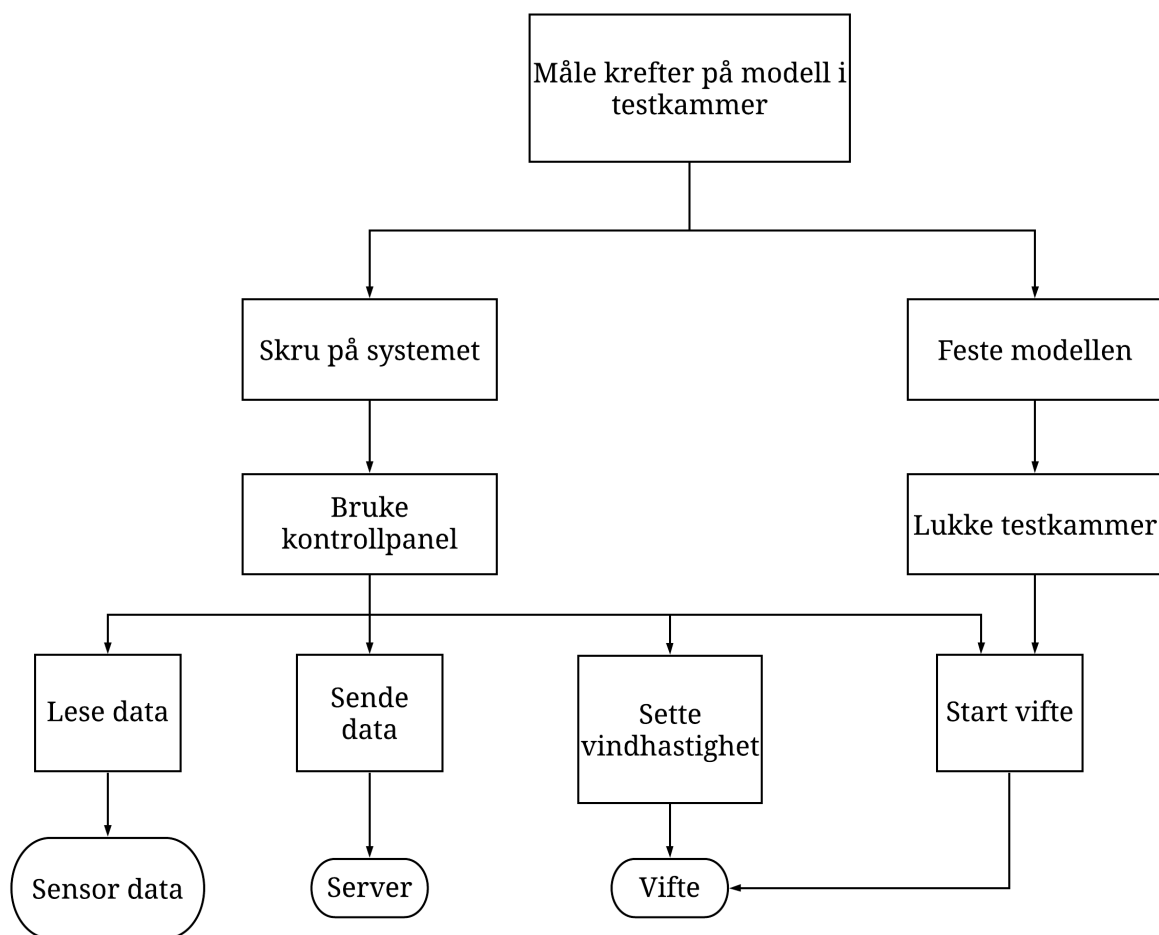 Måle krefter på modell i
testkammer
Skru på systemet
Feste modellen
Bruke
kontrollpanel
Lukke testkammer
Lese data
Sende
data
Sette
vindhastighet
Start vifte
Sensor data
Server
Vifte